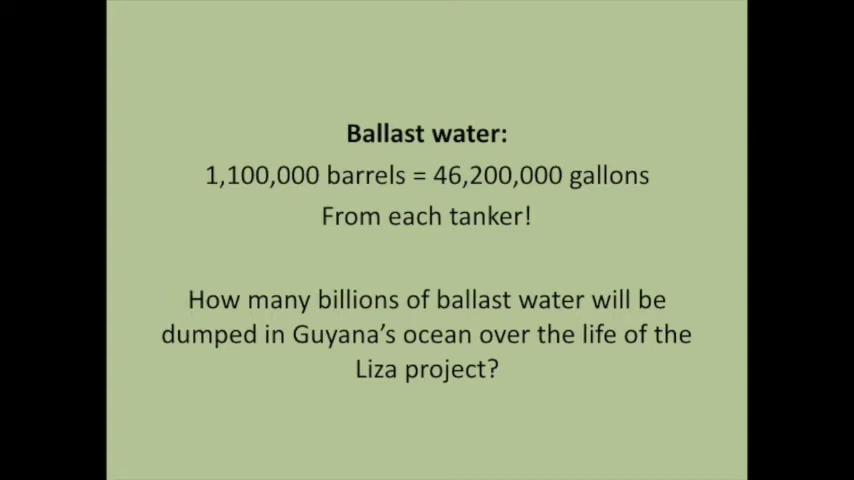 Ballast water:
1,100,000 barrels = 46,200,000 gallons
From each tanker!
How many billions of ballast water will be
dumped in Guyana's ocean over the life of the
Liza project?